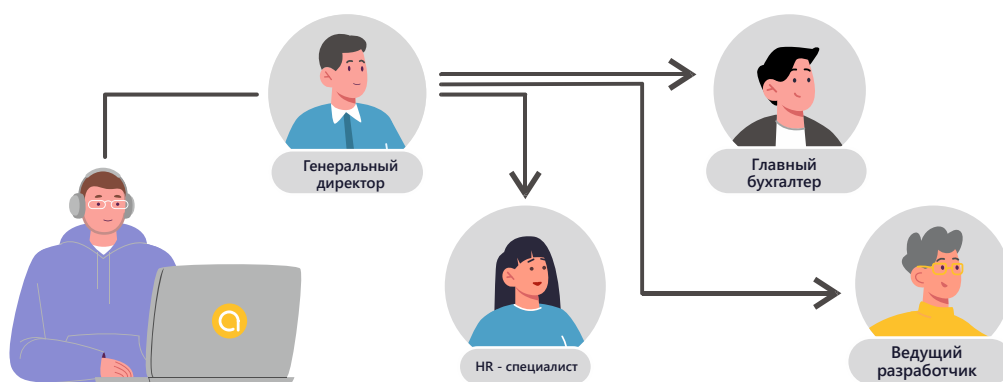 Генеральный
директор
Главный
бухгалтер
HR - специалист
Ведущий
разработчик